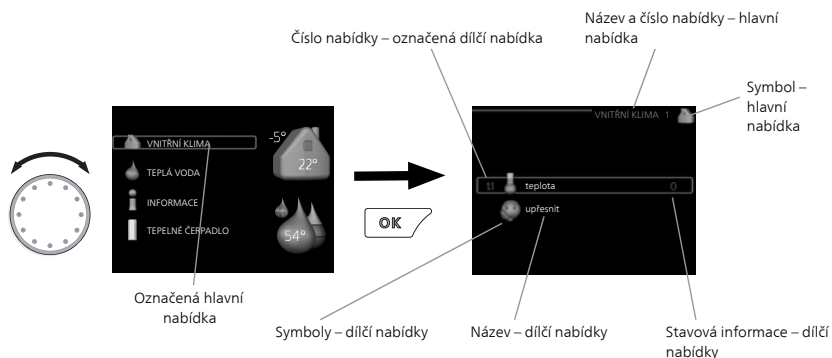 Název a číslo nabídky – hlavní
nabídka
Číslo nabídky – označená dílčí nabídka
Symbol –
hlavní
nabídka
VNITŘNÍ KLIMA
-5°
22°
TEPLÁ VODA
INFORMACE
TEPELNÉ ČERPADLO
54°
OK
VNITŘNÍ KLIMA 1
1.1 teplota 0
upřesnit
Označená hlavní
nabídka
Symboly – dílčí nabídky
Název – dílčí nabídky
Stavová informace – dílčí
nabídky